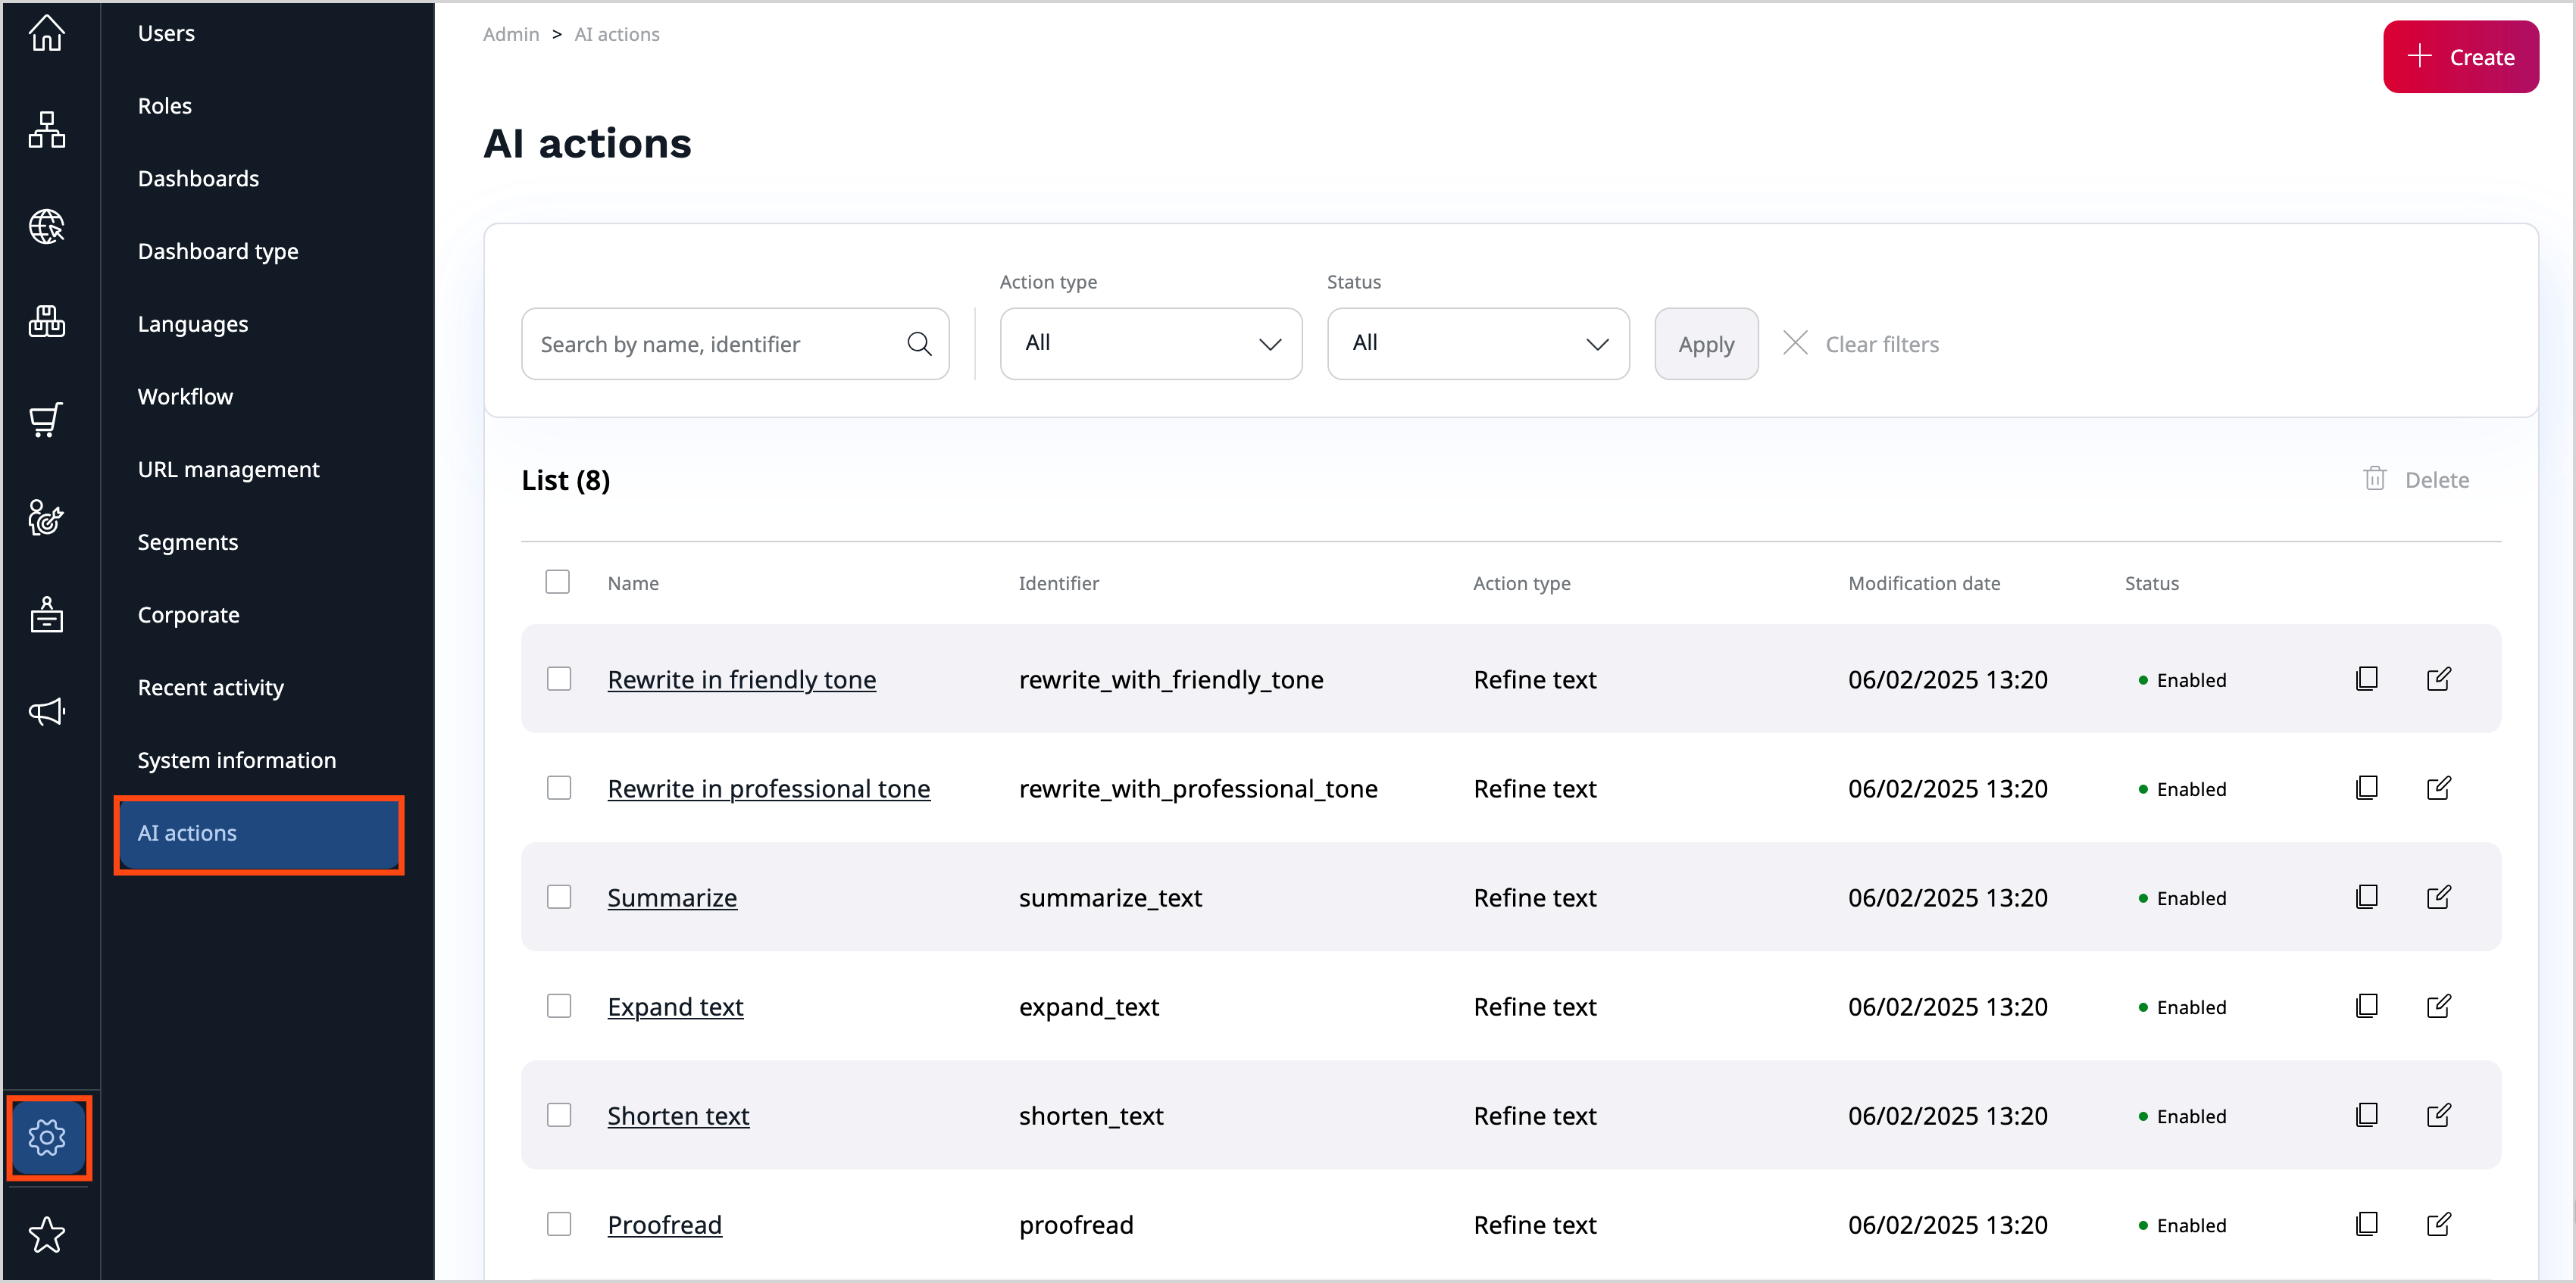 Users
Roles
Dashboards
Dashboard type
Languages
Workflow
URL management
Segments
Corporate
Recent activity
System information
AI actions
Admin > AI actions
Create
AI actions
Action type
Status
Search by name, identifier
All
All
Apply
Clear filters
List (8)
Delete
Name Identifier Action type Modification date Status
Rewrite in friendly tone rewrite_with_friendly_tone Refine text 06/02/2025 13:20 Enabled
Rewrite in professional tone rewrite_with_professional_tone Refine text 06/02/2025 13:20 Enabled
Summarize summarize_text Refine text 06/02/2025 13:20 Enabled
Expand text expand_text Refine text 06/02/2025 13:20 Enabled
Shorten text shorten_text Refine text 06/02/2025 13:20 Enabled
Proofread proofread Refine text 06/02/2025 13:20 Enabled